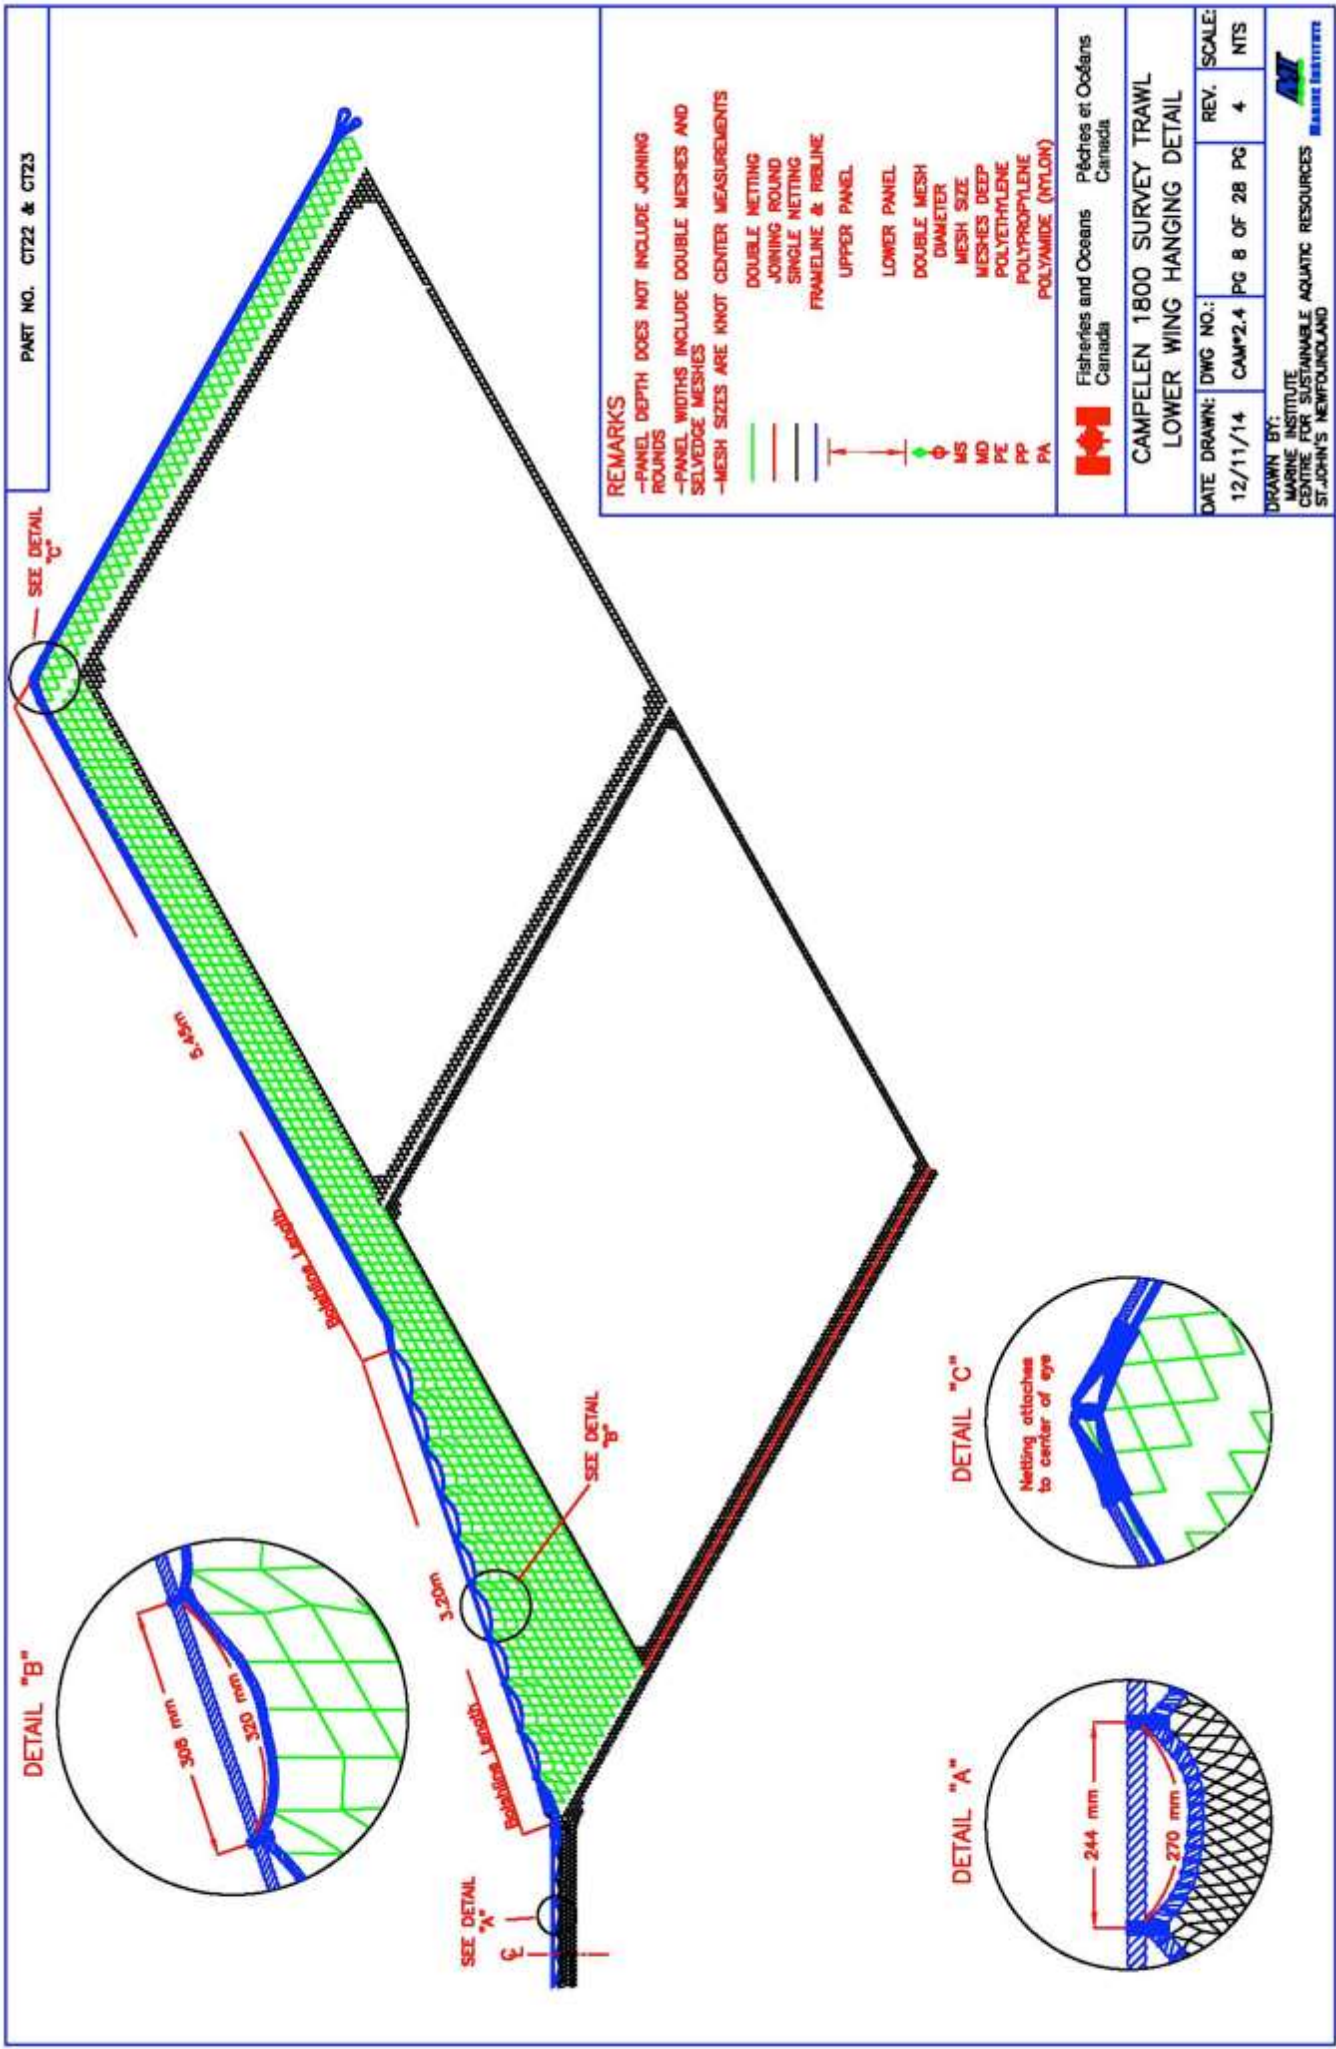 PART NO. CT22 & CT23
SEE DETAIL
"C"
5.45m
Bolshline Length
3.20m
Bolshline Length
SEE DETAIL
"B"
SEE DETAIL
"A"
DETAIL "B"
308 mm
320 mm
DETAIL "A"
244 mm
270 mm
DETAIL "C"
Netting attaches
to center of eye
REMARKS
-PANEL DEPTH DOES NOT INCLUDE JOINING
ROUNDS
-PANEL WIDTHS INCLUDE DOUBLE MESHES AND
SELVEDGE MESHES
-MESH SIZES ARE KNOT CENTER MEASUREMENTS
DOUBLE NETTING
JOINING ROUND
SINGLE NETTING
FRAMELINE & RIBLINE
UPPER PANEL
LOWER PANEL
DOUBLE MESH
Φ DIAMETER
MS MESH SIZE
MD MESHES DEEP
PE POLYETHYLENE
PP POLYPROPYLENE
PA POLYAMIDE (NYLON)
Fisheries and Oceans Pêches et Océans
Canada Canada
CAMPELEN 1800 SURVEY TRAWL
LOWER WING HANGING DETAIL
DATE DRAWN: DWG NO.: REV. SCALE:
12/11/14 CAM*2.4 PG 8 OF 28 PG 4 NTS
DRAWN BY:
MARINE INSTITUTE
CENTRE FOR SUSTAINABLE AQUATIC RESOURCES
ST.JOHN'S NEWFOUNDLAND
MI
MARINE INSTITUTE